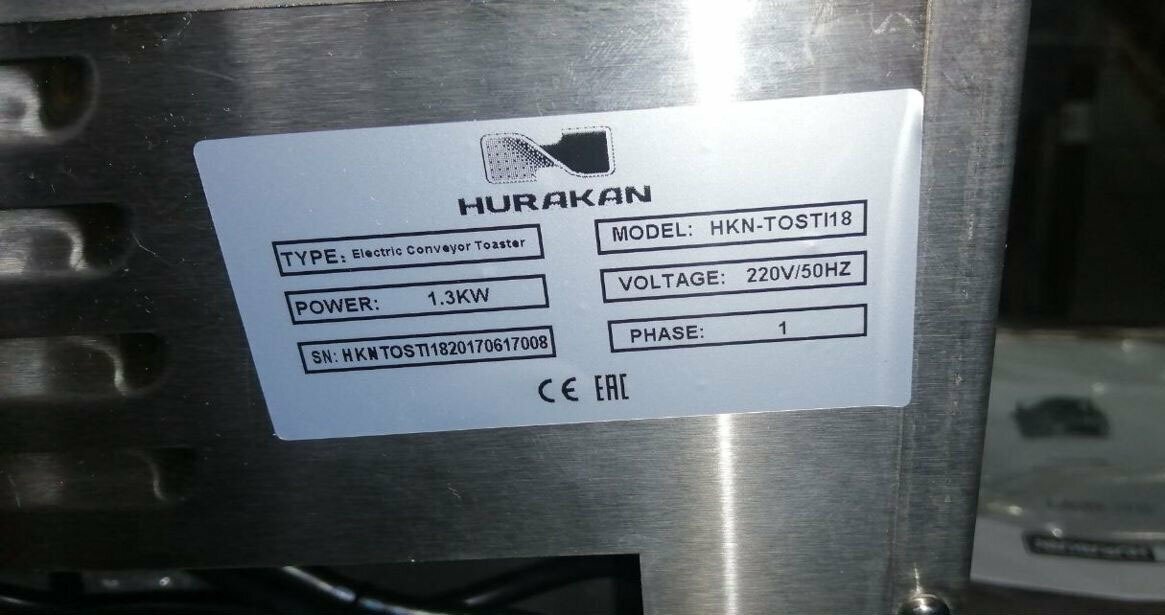 HURAKAN
TYPE: Electric Conveyor Toaster
MODEL: HKN-TOSTI18
POWER: 1.3KW
VOLTAGE: 220V/50HZ
SN: HKNTOSTI1820170617008
PHASE: 1
CE EAC